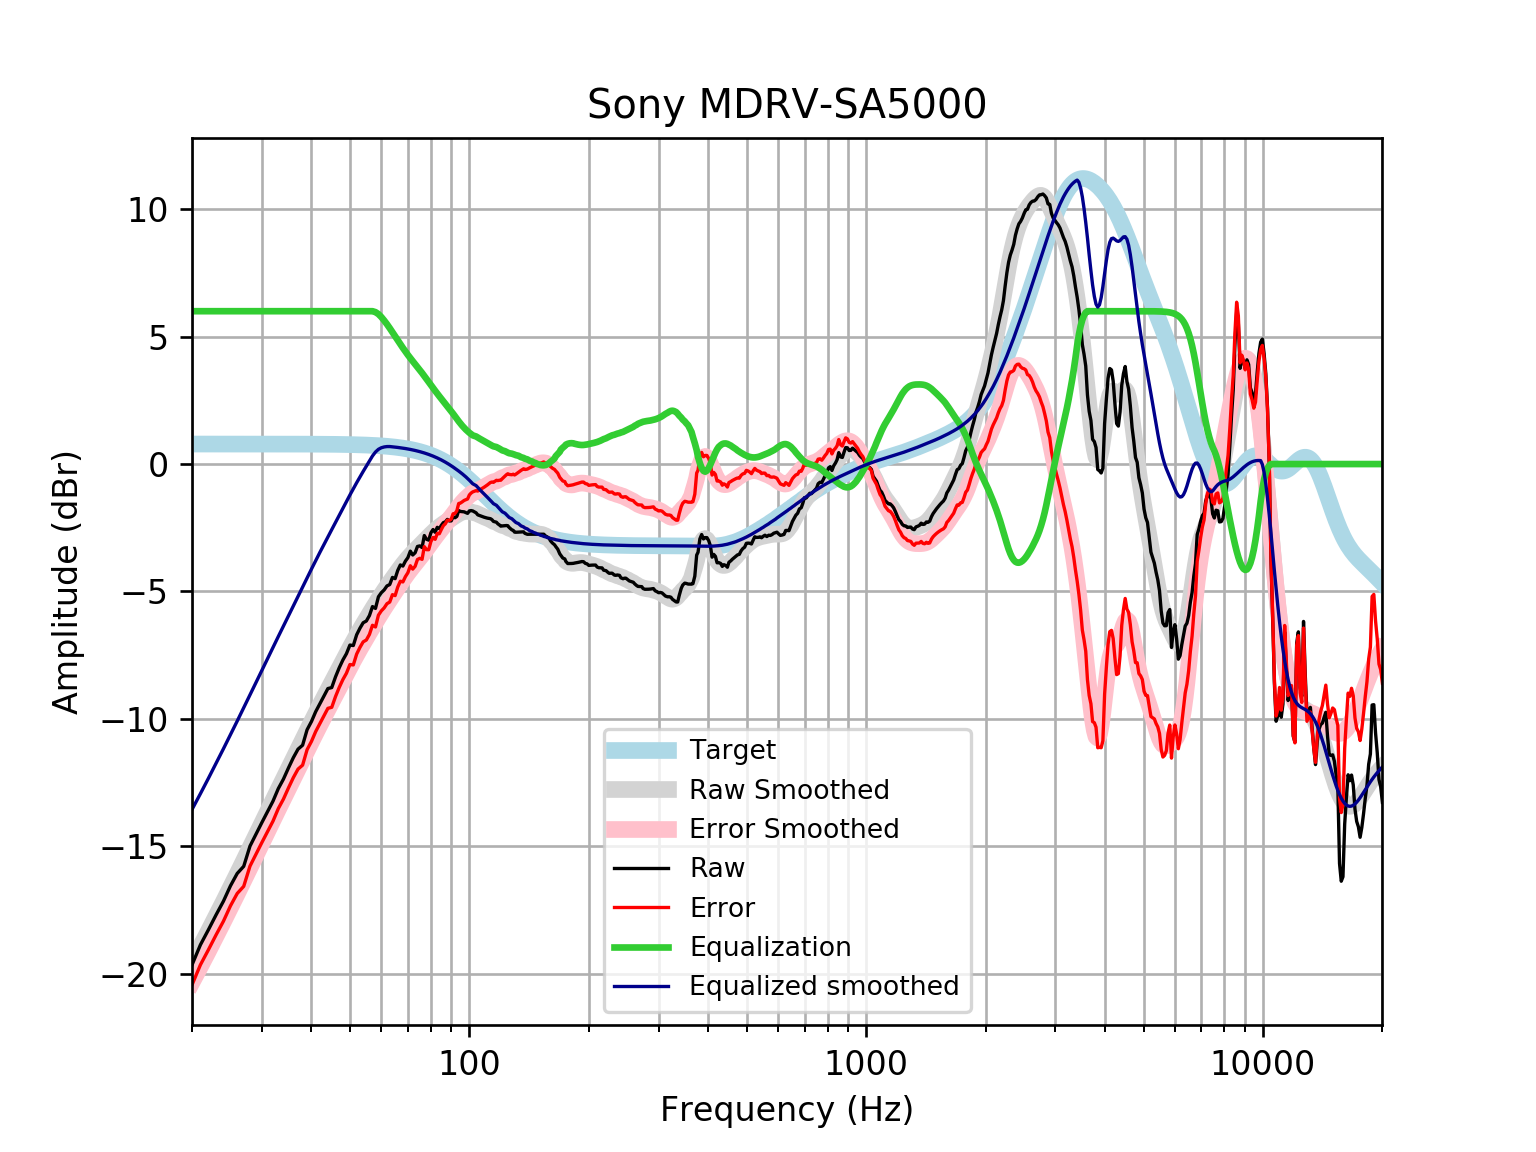 Sony MDRV-SA5000
Amplitude (dBr)
10
5
0
−5
−10
−15
−20
Target
Raw Smoothed
Error Smoothed
Raw
Error
Equalization
Equalized smoothed
100
1000
10000
Frequency (Hz)